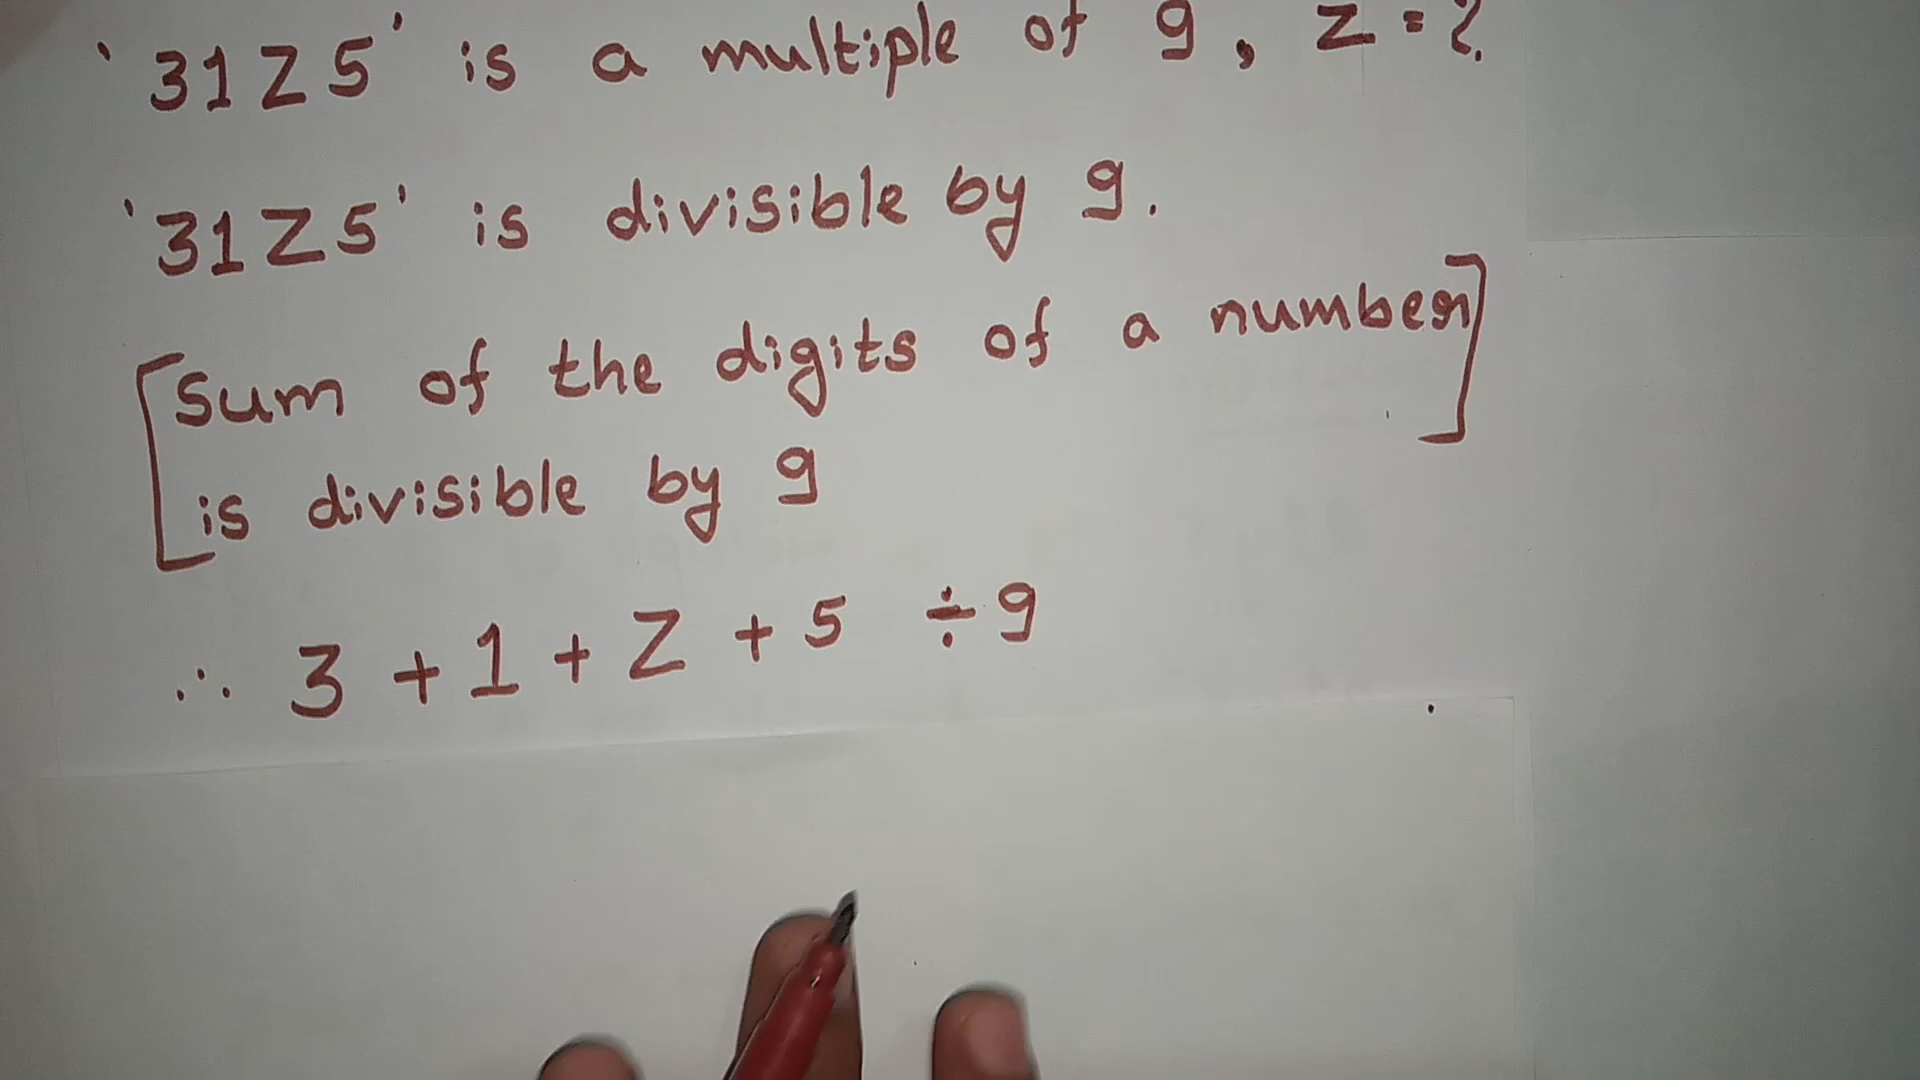 '31Z5' is a multiple of 9, Z = ?
'31Z5' is divisible by 9.
[Sum of the digits of a number]
is divisible by 9
∴ 3 + 1 + Z + 5 ÷ 9